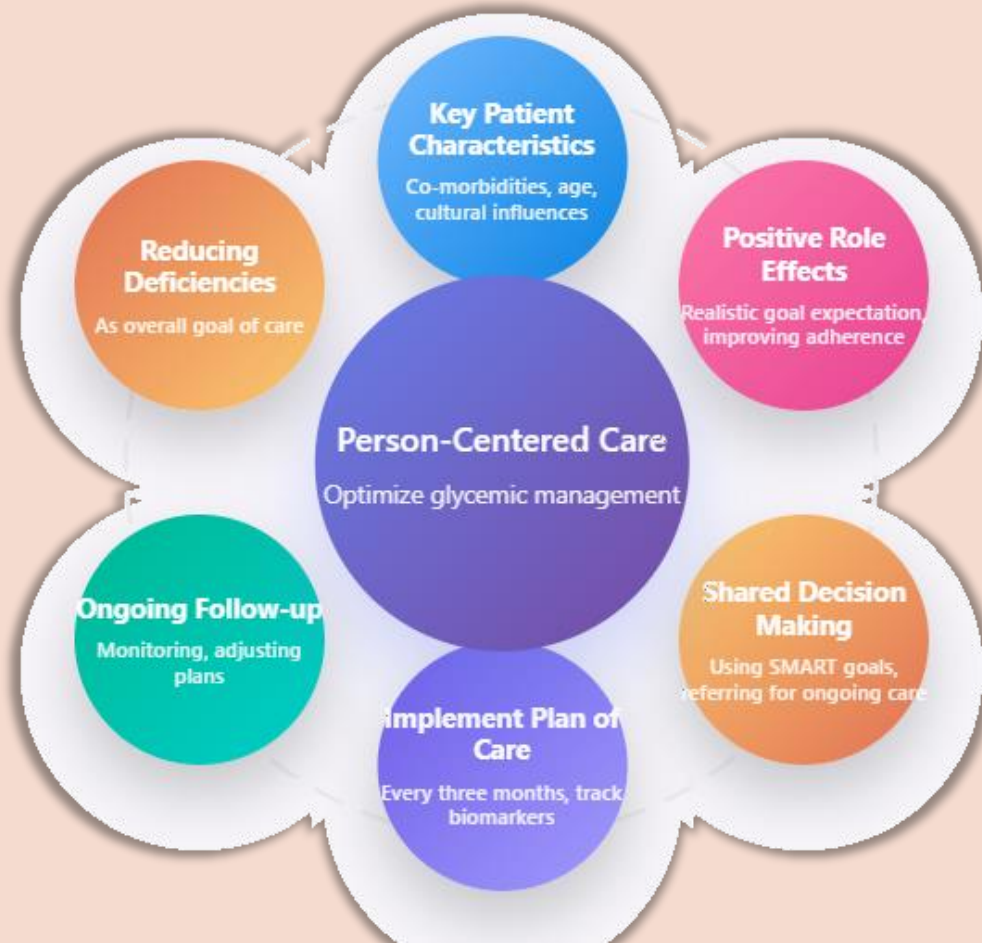 Key Patient
Characteristics
Co-morbidities, age,
cultural influences
Positive Role
Effects
Realistic goal expectation,
improving adherence
Reducing
Deficiencies
As overall goal of care
Person-Centered Care
Optimize glycemic management
Shared Decision
Making
Using SMART goals,
referring for ongoing care
Ongoing Follow-up
Monitoring, adjusting
plans
Implement Plan of
Care
Every three months, track
biomarkers